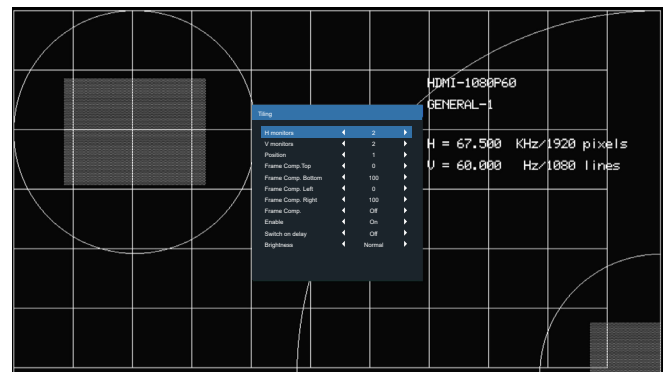 HDMI-1080P60
GENERAL-1
H = 67.500 KHz/1920 pixels
V = 60.000 Hz/1080 lines
Tiling
H monitors 2
V monitors 2
Position 1
Frame Comp.Top 0
Frame Comp. Bottom 100
Frame Comp. Left 0
Frame Comp. Right 100
Frame Comp. Off
Enable On
Switch on delay Off
Brightness Normal